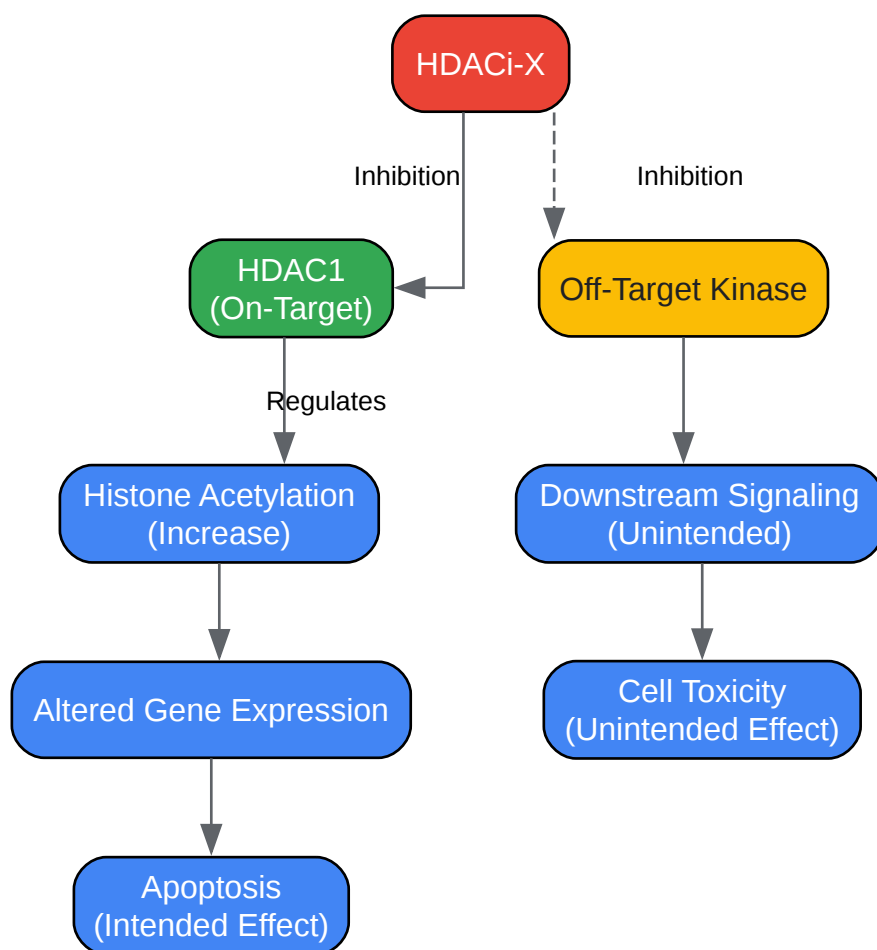 HDACi-X
Inhibition
Inhibition
HDAC1
(On-Target)
Off-Target Kinase
Regulates
Histone Acetylation
(Increase)
Downstream Signaling
(Unintended)
Altered Gene Expression
Cell Toxicity
(Unintended Effect)
Apoptosis
(Intended Effect)